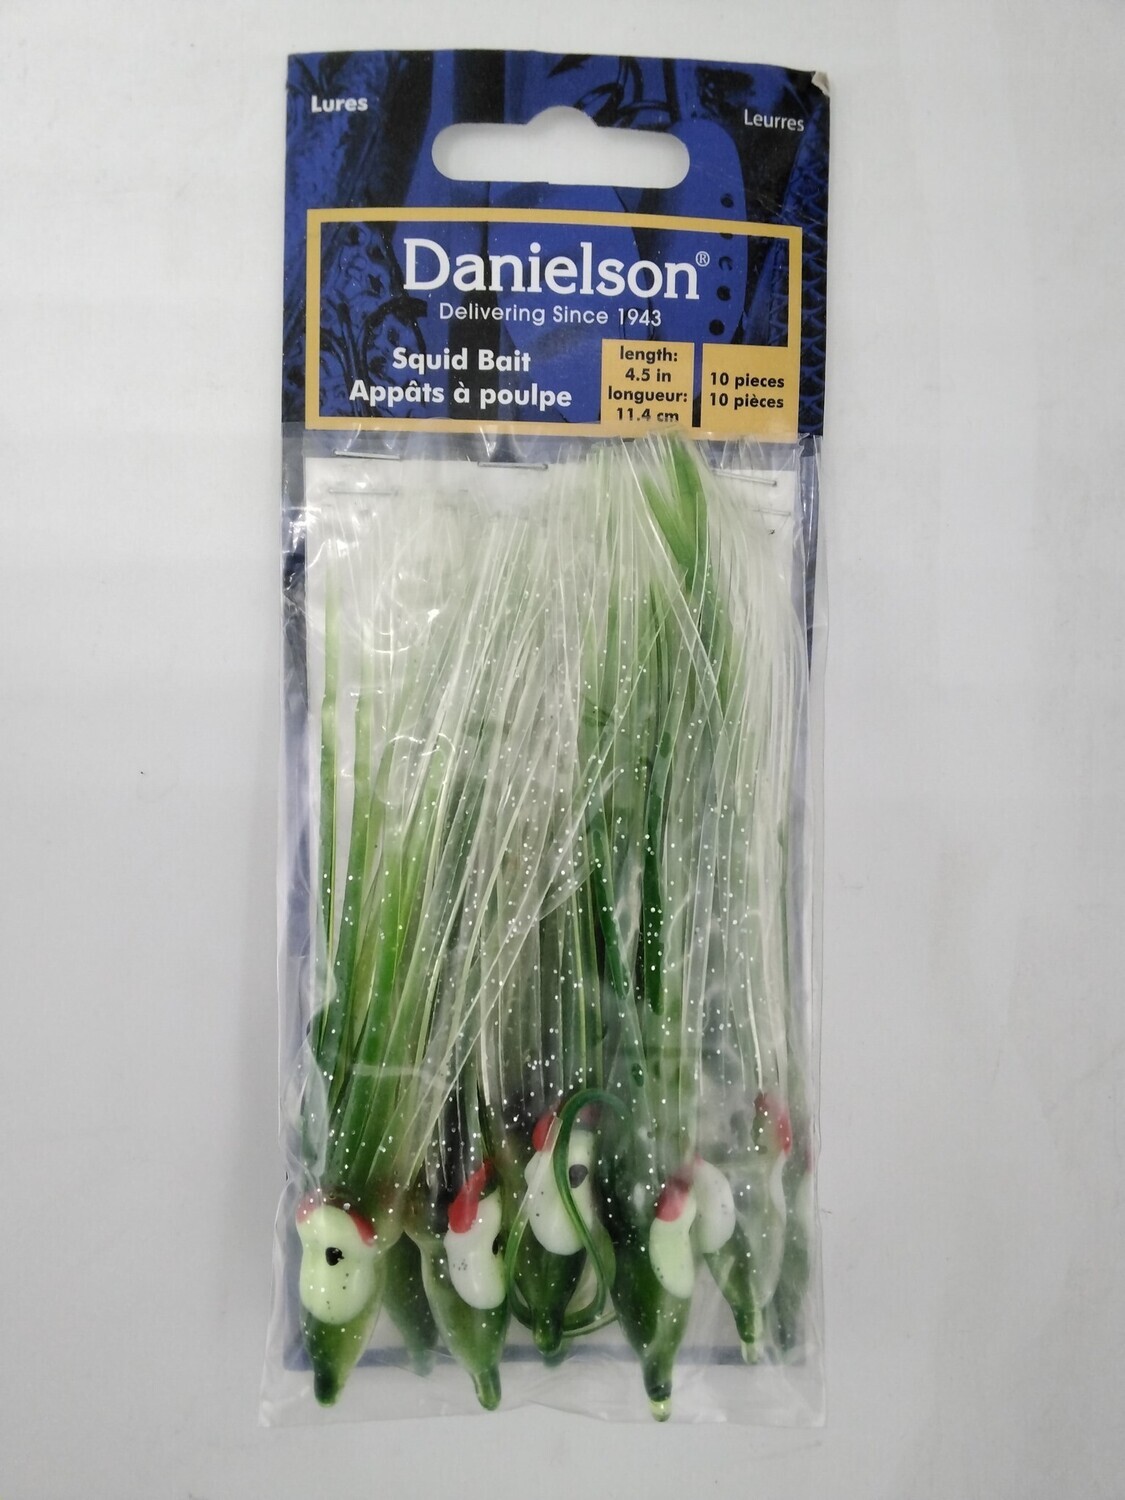 Lures
Leurres
Danielson®
Delivering Since 1943
Squid Bait
Appâts à poulpe
length:
4.5 in
longueur:
11.4 cm
10 pieces
10 pièces